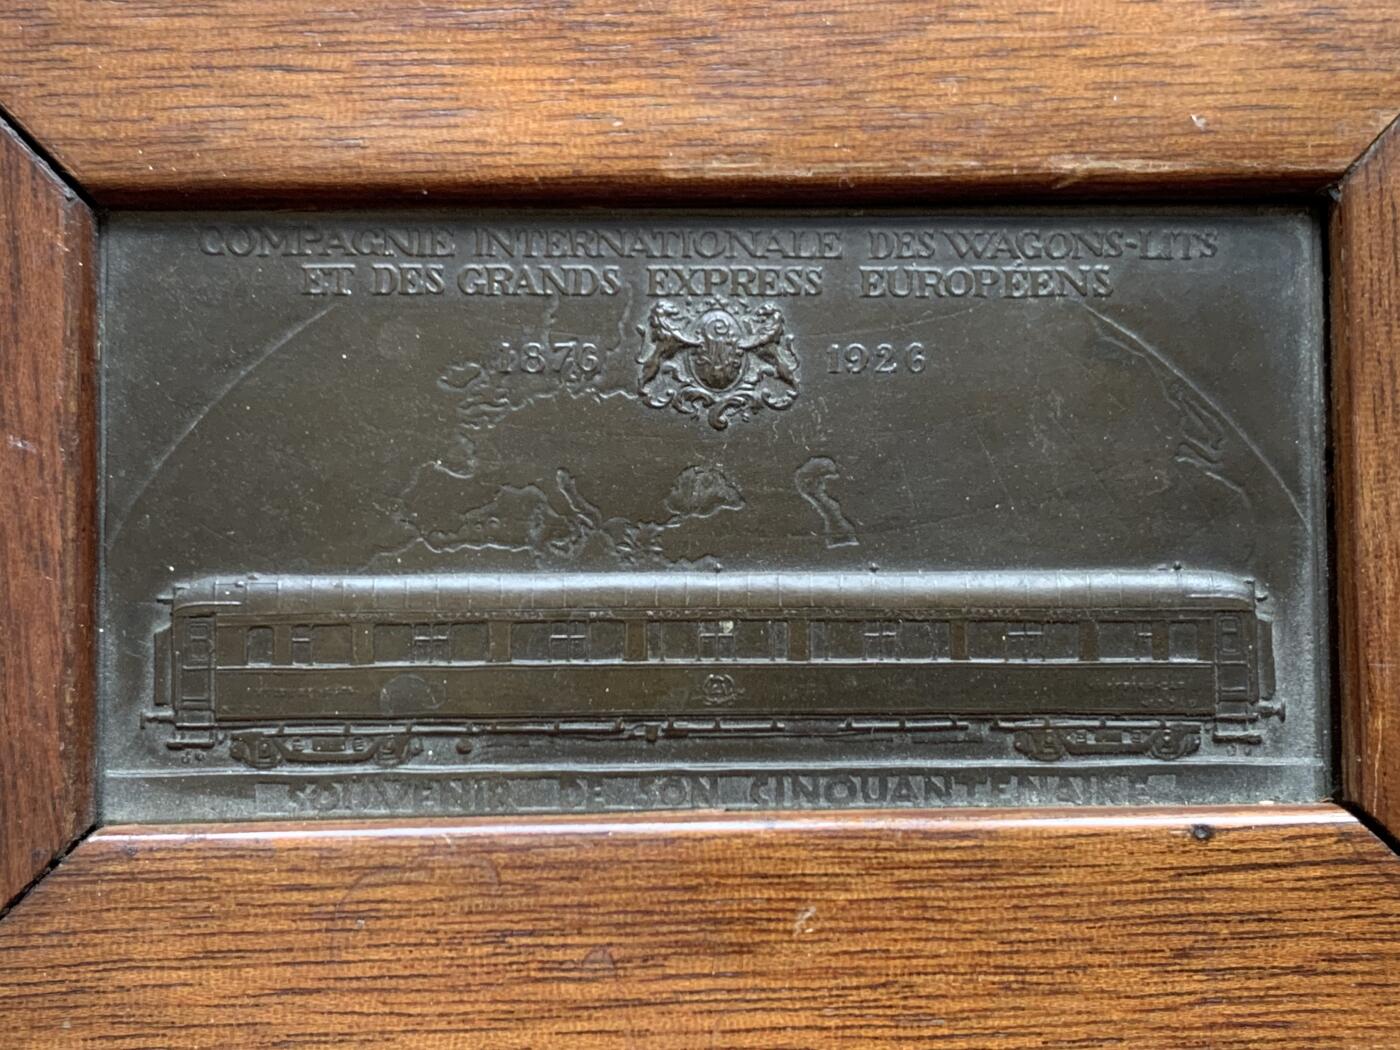 COMPAGNIE INTERNATIONALE DES WAGONS-LITS
ET DES GRANDS EXPRESS EUROPÉENS
1876 1926
SOUVENIR DE SON CINQUANTENAIRE